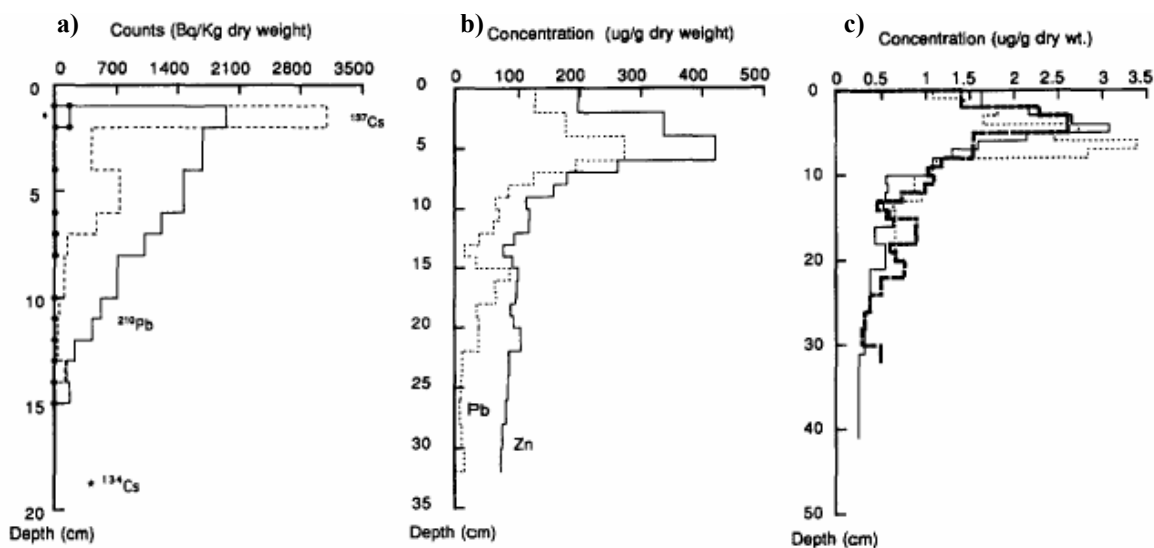 a) Counts (Bq/Kg dry weight)
0 700 1400 2100 2800 3500
0
5
10
15
20
*
¹³⁷Cs
²¹⁰Pb
* ¹³⁴Cs
Depth (cm)
b) Concentration (ug/g dry weight)
0 100 200 300 400 500
0
5
10
15
20
25
30
35
Pb
Zn
Depth (cm)
c) Concentration (ug/g dry wt.)
0 0.5 1 1.5 2 2.5 3 3.5
0
10
20
30
40
50
Depth (cm)